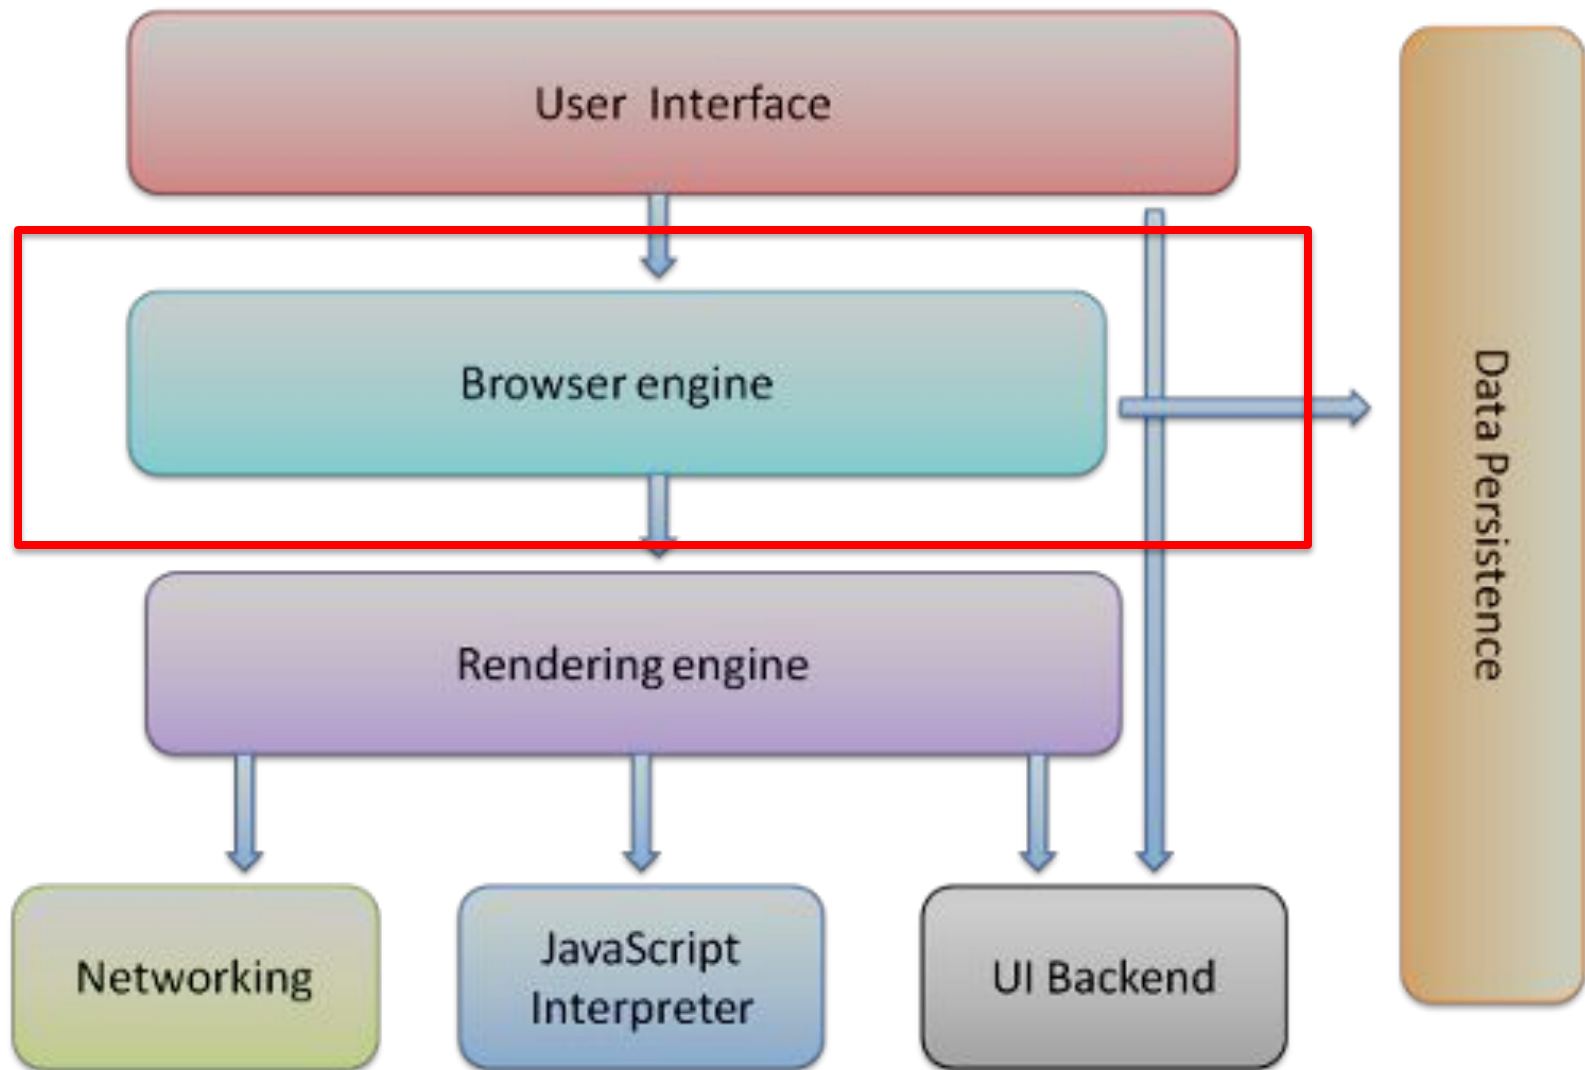 User Interface
Browser engine
Data Persistence
Rendering engine
Networking
JavaScript
Interpreter
UI Backend